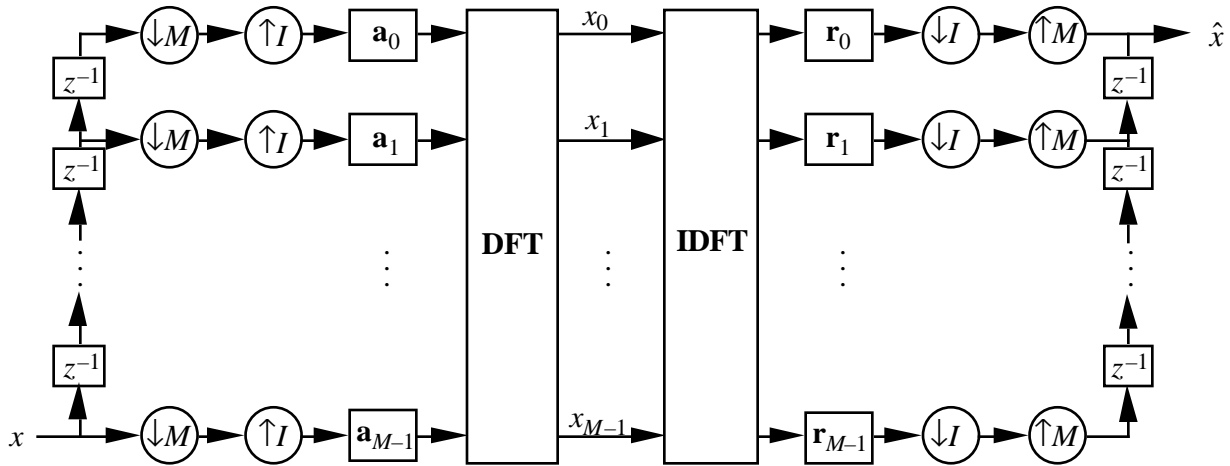 ↓M ↑I a₀ x₀ r₀ ↓I ↑M x̂
z⁻¹ z⁻¹
↓M ↑I a₁ x₁ r₁ ↓I ↑M
z⁻¹ z⁻¹
DFT IDFT
⋮ ⋮ ⋮ ⋮ ⋮
z⁻¹ z⁻¹
x ↓M ↑I a_{M–1} x_{M–1} r_{M–1} ↓I ↑M